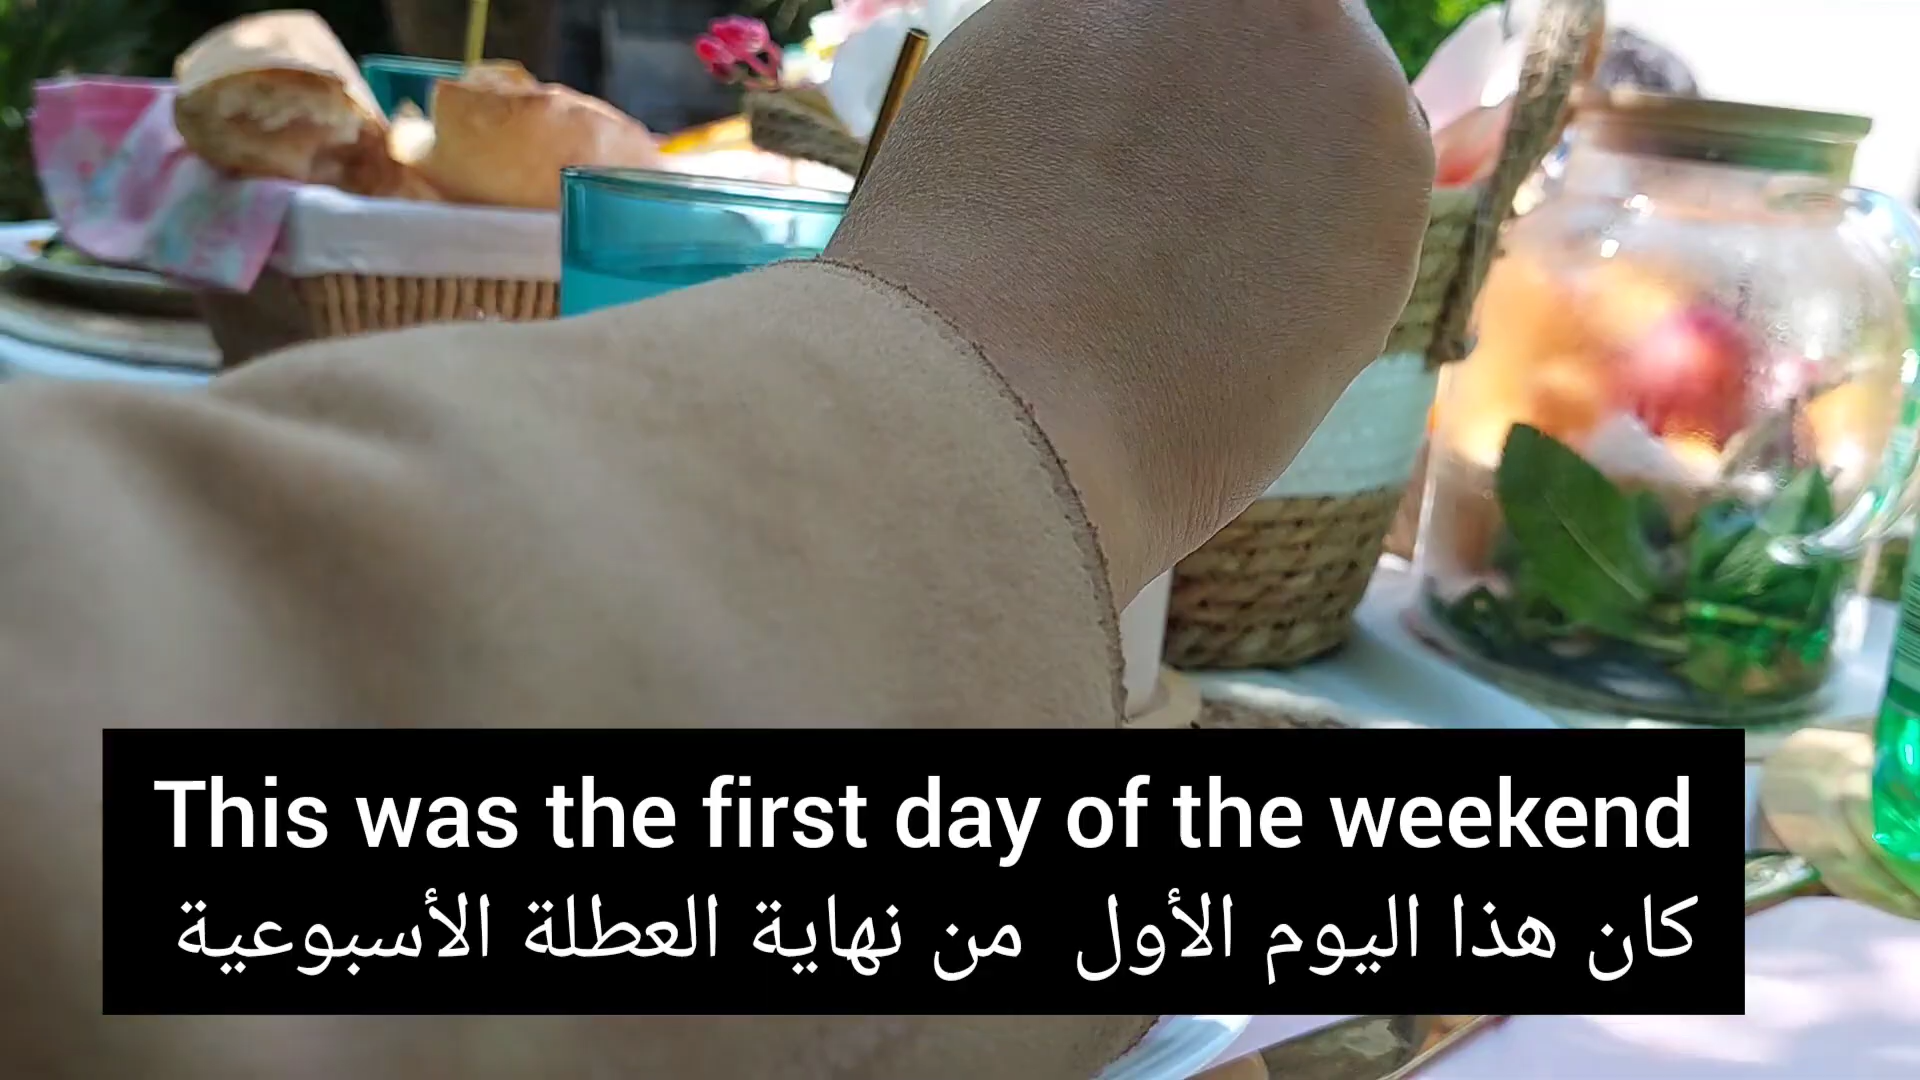 This was the first day of the weekend
كان هذا اليوم الأول من نهاية العطلة الأسبوعية